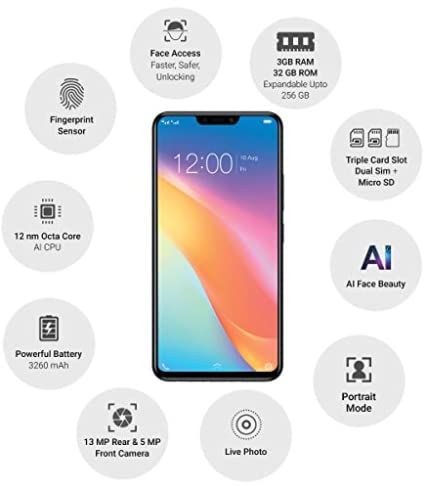 Face Access
Faster, Safer,
Unlocking
3GB RAM
32 GB ROM
Expandable Upto
256 GB
Fingerprint
Sensor
Triple Card Slot
Dual Sim +
Micro SD
12:00
10 Aug
Fri
12 nm Octa Core
AI CPU
AI
AI Face Beauty
Powerful Battery
3260 mAh
Portrait
Mode
13 MP Rear & 5 MP
Front Camera
Live Photo